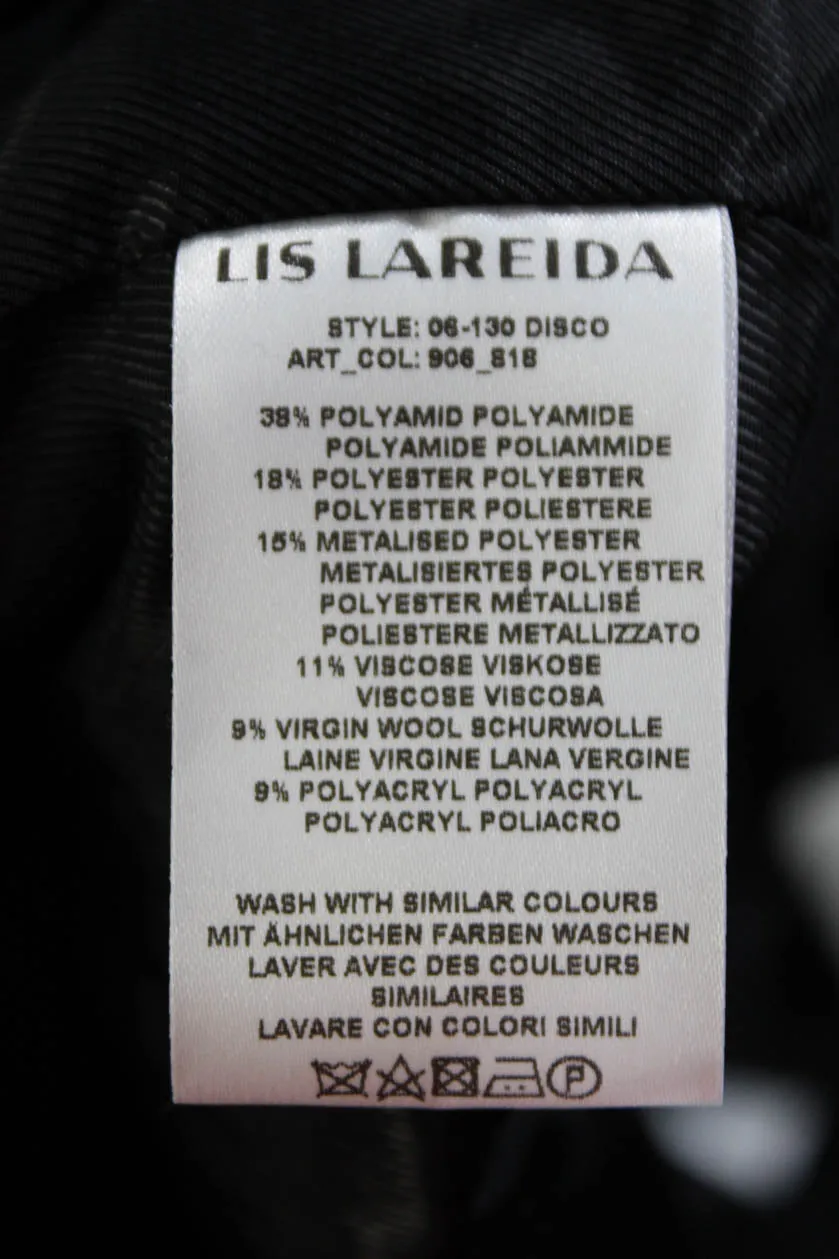 LIS LAREIDA
STYLE: 06-130 DISCO
ART_COL: 906_818
38% POLYAMID POLYAMIDE
POLYAMIDE POLIAMMIDE
18% POLYESTER POLYESTER
POLYESTER POLIESTERE
15% METALISED POLYESTER
METALISIERTES POLYESTER
POLYESTER MÉTALLISÉ
POLIESTERE METALLIZZATO
11% VISCOSE VISKOSE
VISCOSE VISCOSA
9% VIRGIN WOOL SCHURWOLLE
LAINE VIRGINE LANA VERGINE
9% POLYACRYL POLYACRYL
POLYACRYL POLIACRO
WASH WITH SIMILAR COLOURS
MIT ÄHNLICHEN FARBEN WASCHEN
LAVER AVEC DES COULEURS
SIMILAIRES
LAVARE CON COLORI SIMILI
P